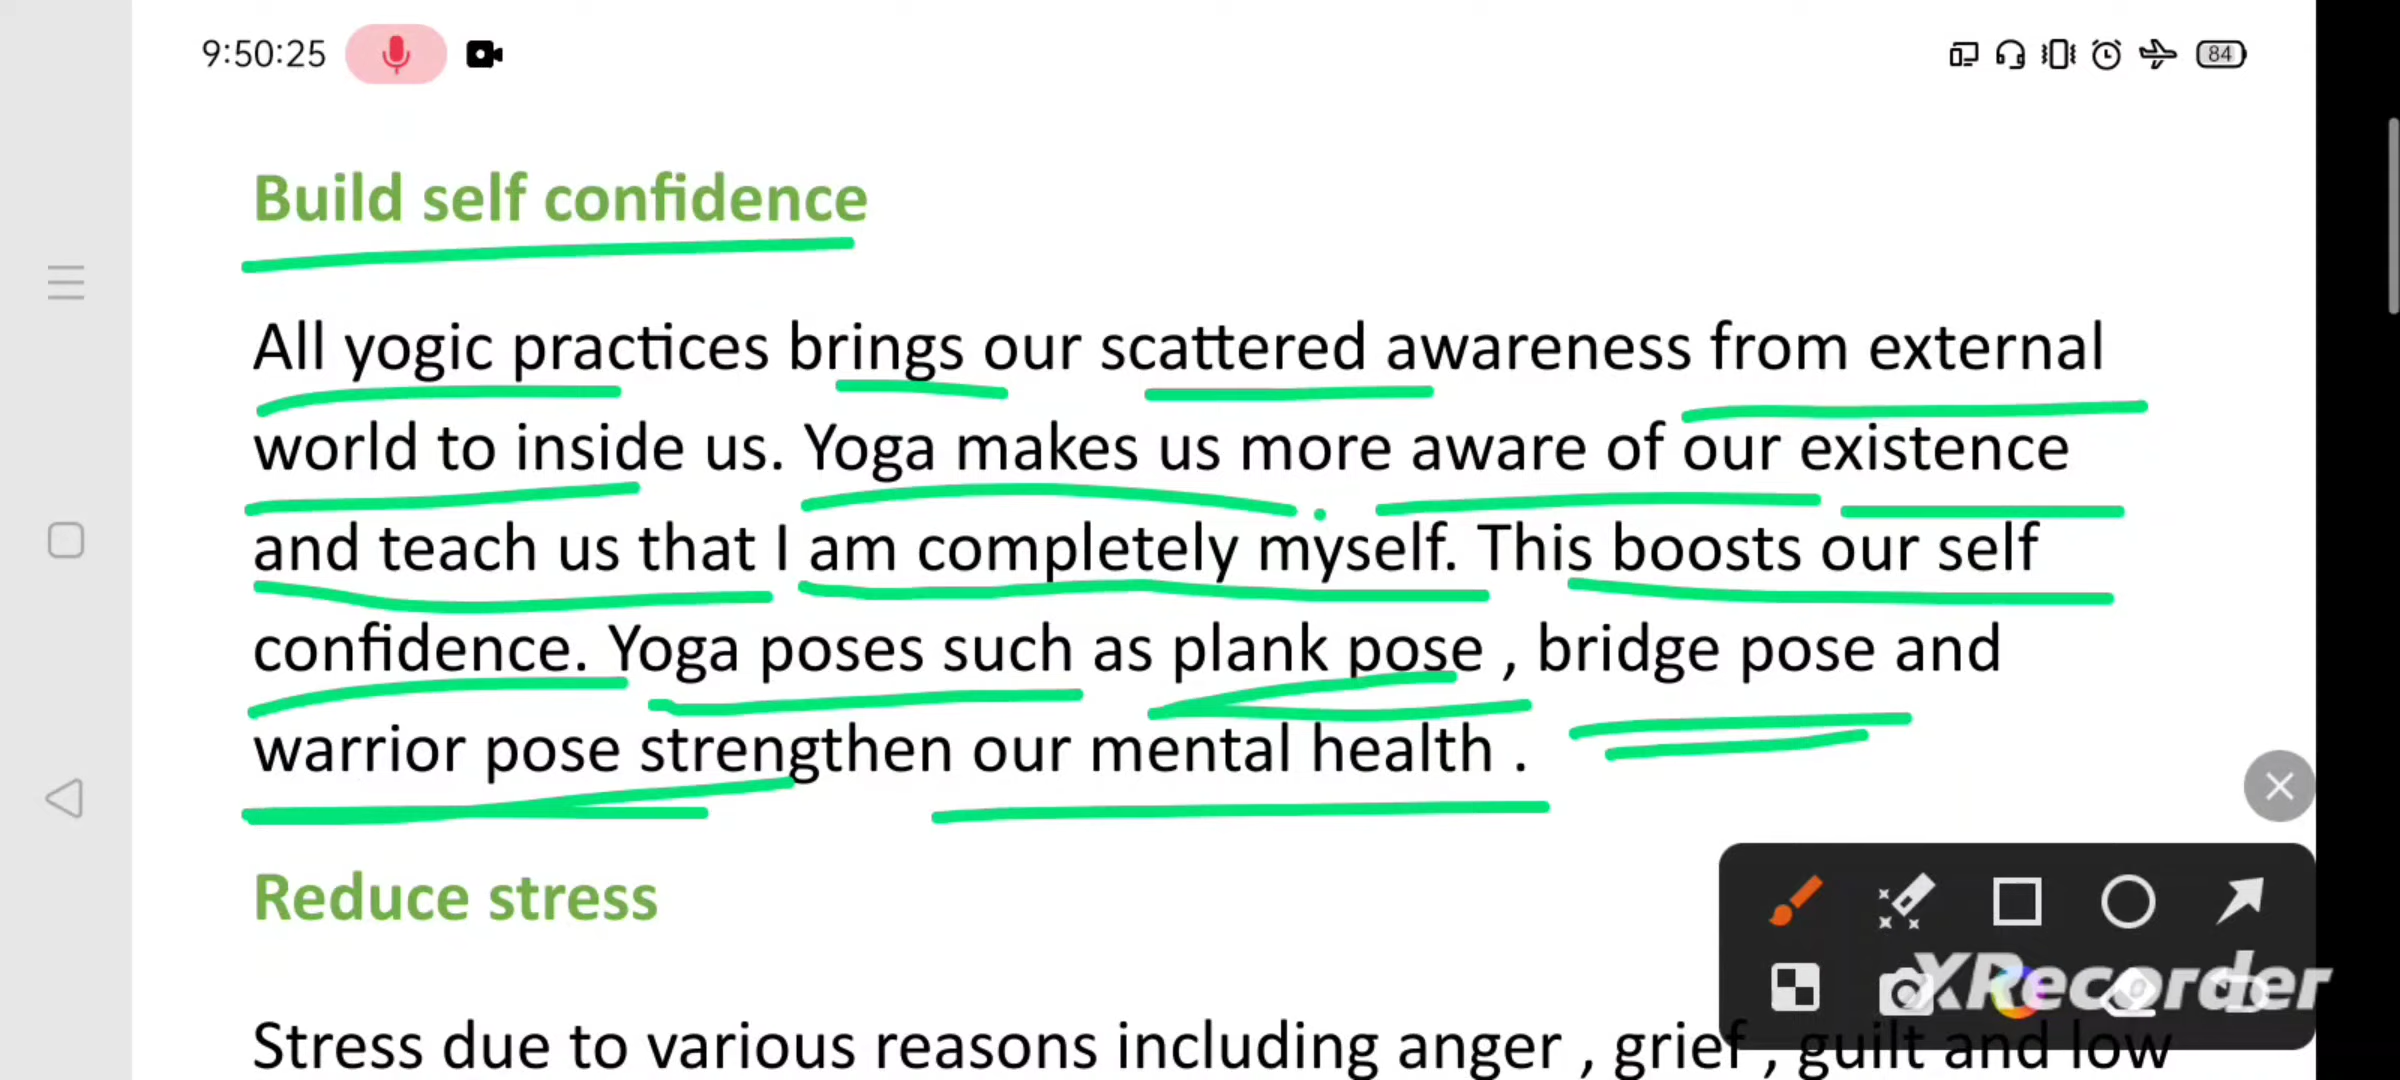 9:50:25
84
Build self confidence
All yogic practices brings our scattered awareness from external
world to inside us. Yoga makes us more aware of our existence
and teach us that I am completely myself. This boosts our self
confidence. Yoga poses such as plank pose , bridge pose and
warrior pose strengthen our mental health .
Reduce stress
XRecorder
Stress due to various reasons including anger , grief , guilt and low